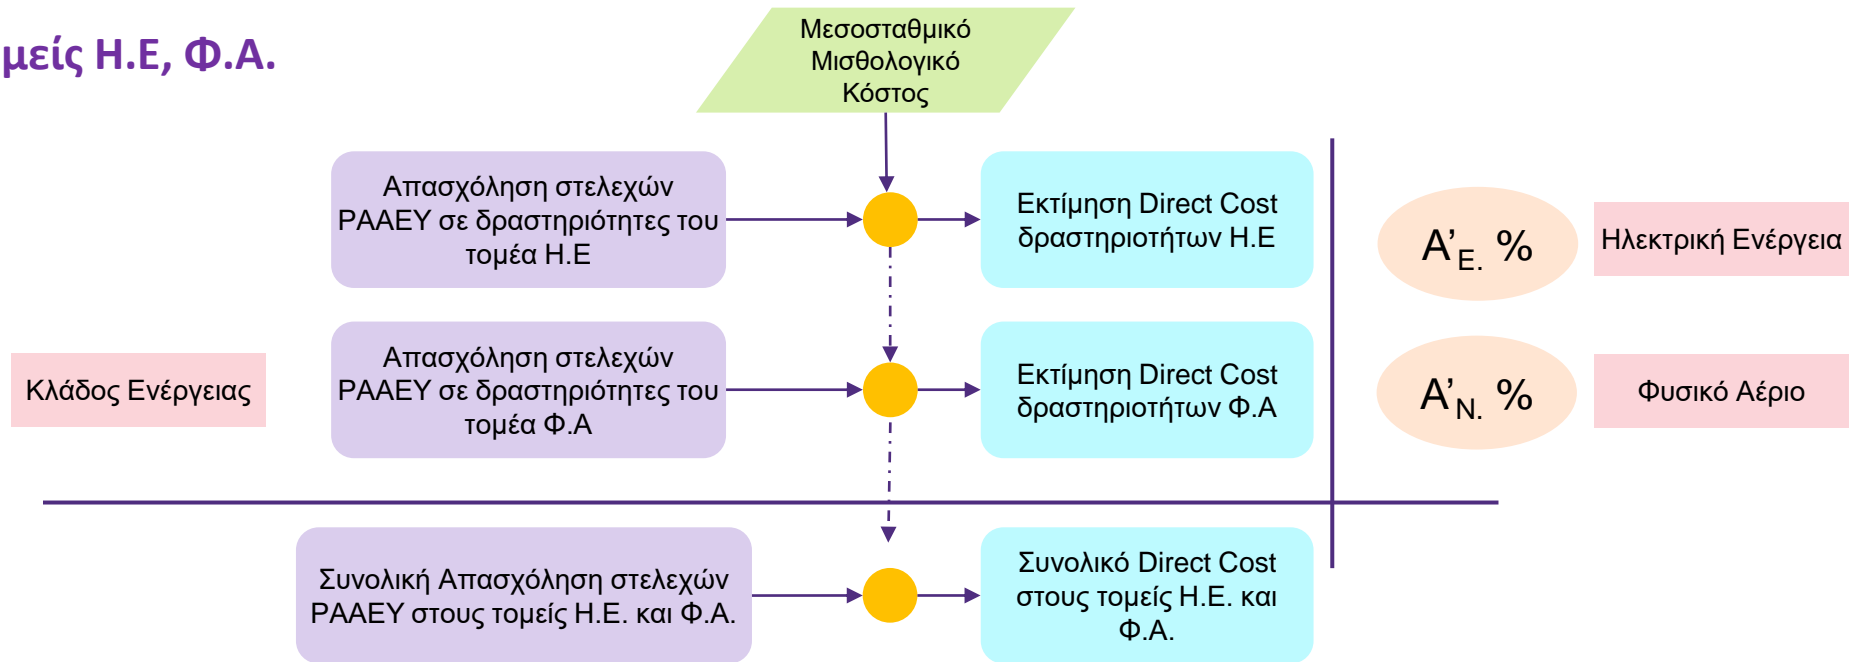 μείς Η.Ε, Φ.Α.
Μεσοσταθμικό
Μισθολογικό
Κόστος
Απασχόληση στελεχών
ΡΑΑΕΥ σε δραστηριότητες του
τομέα Η.Ε
Εκτίμηση Direct Cost
δραστηριοτήτων Η.Ε
Α’Ε. %
Ηλεκτρική Ενέργεια
Κλάδος Ενέργειας
Απασχόληση στελεχών
ΡΑΑΕΥ σε δραστηριότητες του
τομέα Φ.Α
Εκτίμηση Direct Cost
δραστηριοτήτων Φ.Α
Α’Ν. %
Φυσικό Αέριο
Συνολική Απασχόληση στελεχών
ΡΑΑΕΥ στους τομείς Η.Ε. και Φ.Α.
Συνολικό Direct Cost
στους τομείς Η.Ε. και
Φ.Α.